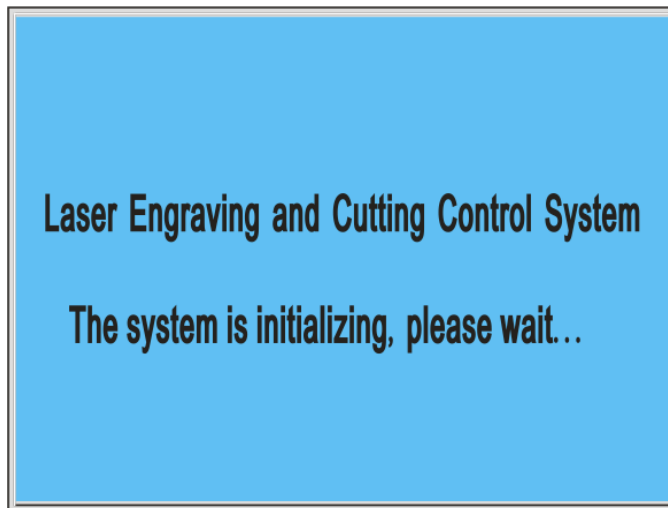 Laser Engraving and Cutting Control System
The system is initializing, please wait...